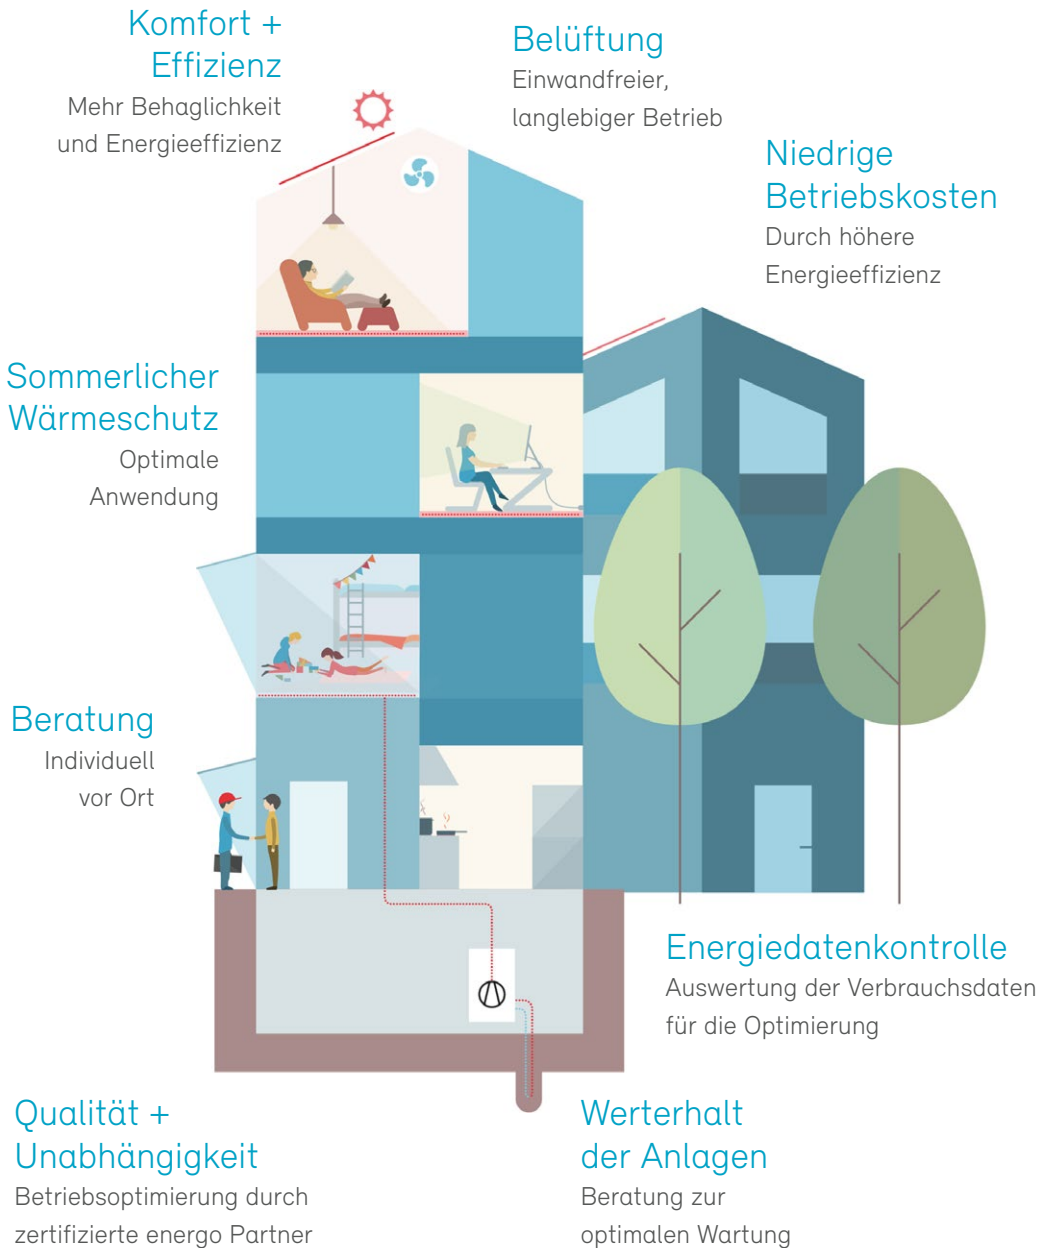 Komfort +
Effizienz
Mehr Behaglichkeit
und Energieeffizienz
Belüftung
Einwandfreier,
langlebiger Betrieb
Niedrige
Betriebskosten
Durch höhere
Energieeffizienz
Sommerlicher
Wärmeschutz
Optimale
Anwendung
Beratung
Individuell
vor Ort
Energiedatenkontrolle
Auswertung der Verbrauchsdaten
für die Optimierung
Qualität +
Unabhängigkeit
Betriebsoptimierung durch
zertifizierte energo Partner
Werterhalt
der Anlagen
Beratung zur
optimalen Wartung